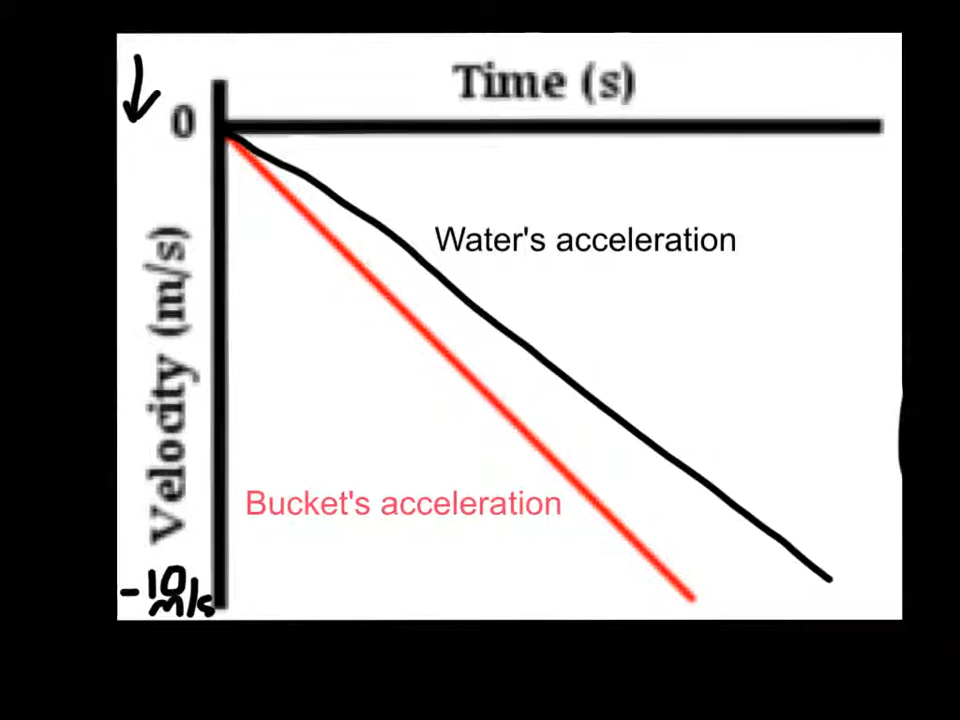 Time (s)
0
Velocity (m/s)
Water's acceleration
Bucket's acceleration
-10
m/s